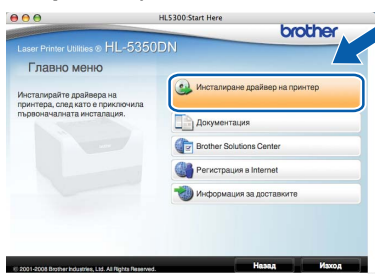 HL5300:Start Here
brother
Laser Printer Utilities ® HL-5350DN
Главно меню
Инсталирайте драйвера на
принтера, след като е приключила
първоначалната инсталация.
Инсталиране драйвер на принтер
Документация
Brother Solutions Center
Регистрация в Internet
Информация за доставките
© 2001-2008 Brother Industries, Ltd. All Rights Reserved.
Назад
Изход